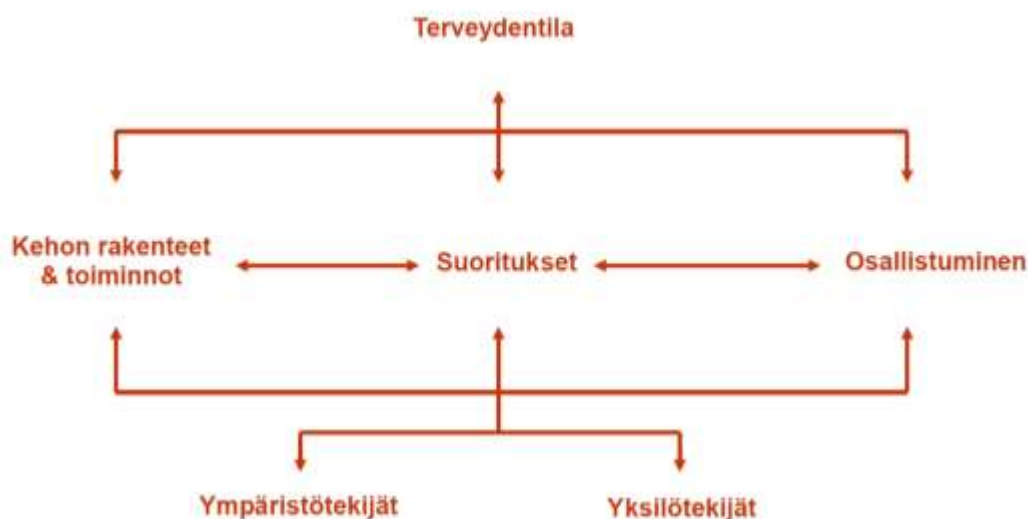 Terveydentila
Kehon rakenteet
& toiminnot
Suoritukset
Osallistuminen
Ympäristötekijät
Yksilötekijät